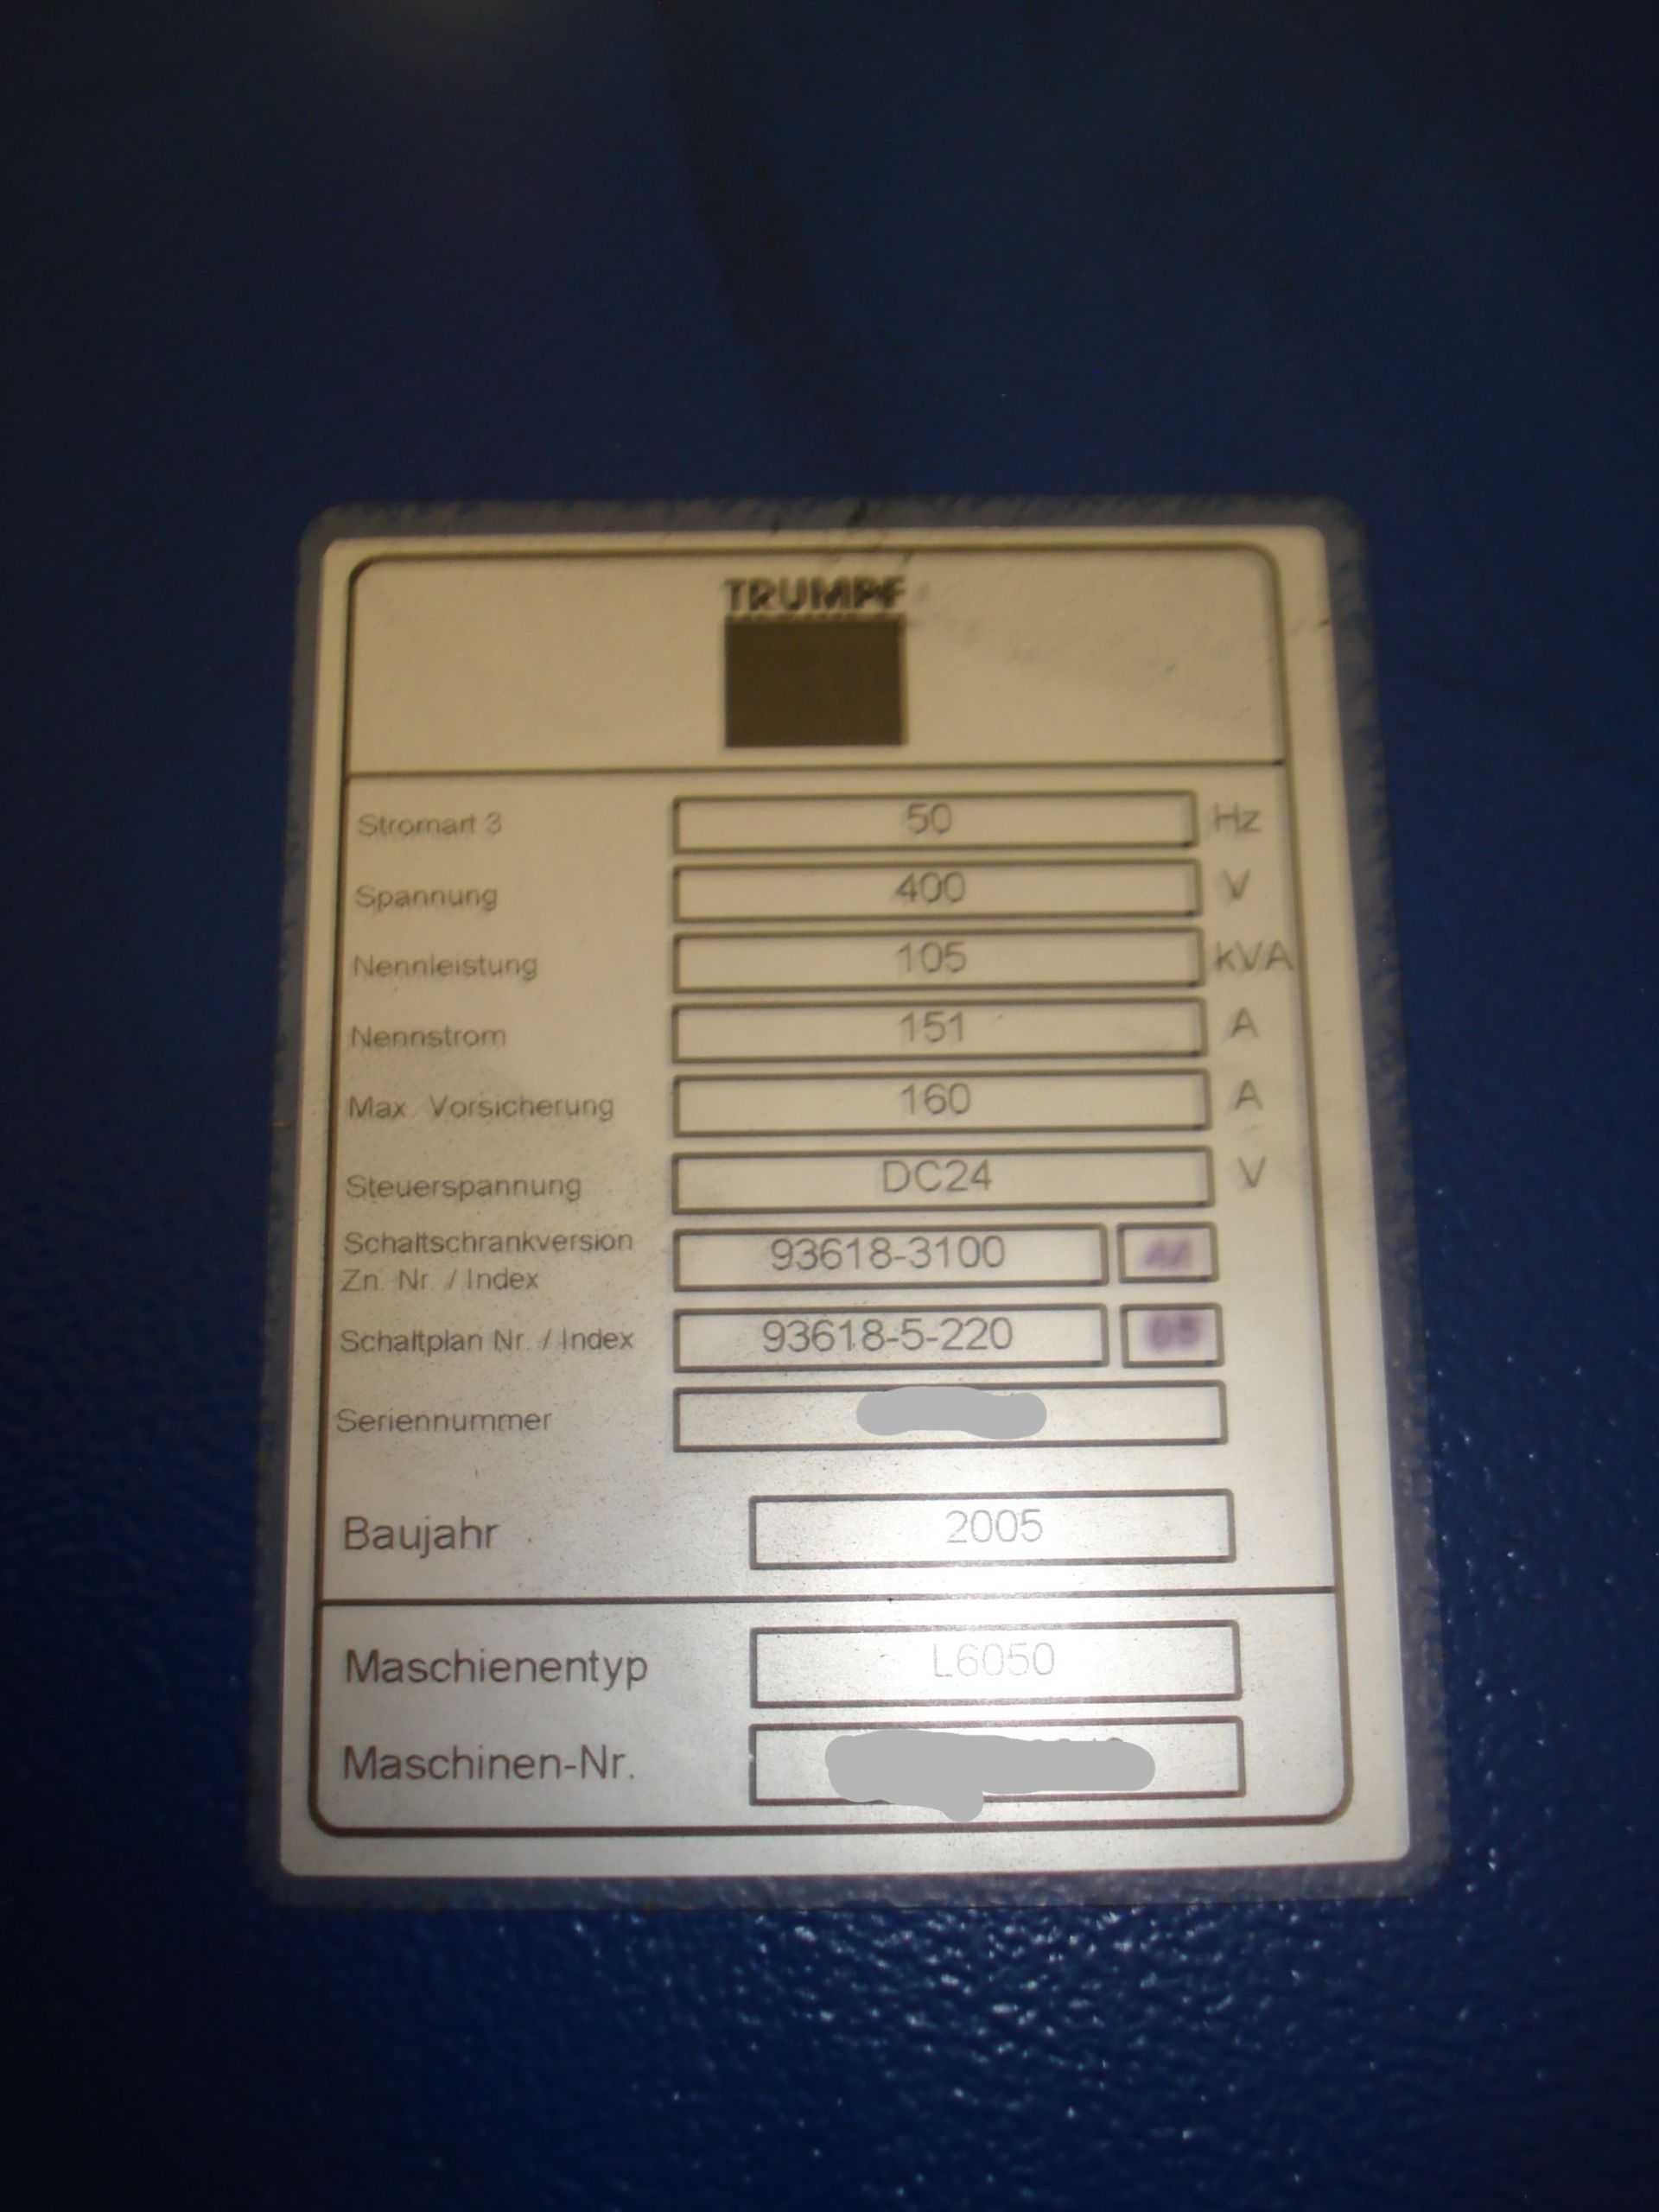 TRUMPF
Stromart 3 50 Hz
Spannung 400 V
Nennleistung 105 kVA
Nennstrom 151 A
Max. Vorsicherung 160 A
Steuerspannung DC24 V
Schaltschrankversion
Zn. Nr. / Index 93618-3100
Schaltplan Nr. / Index 93618-5-220
Seriennummer
Baujahr 2005
Maschienentyp L6050
Maschinen-Nr.